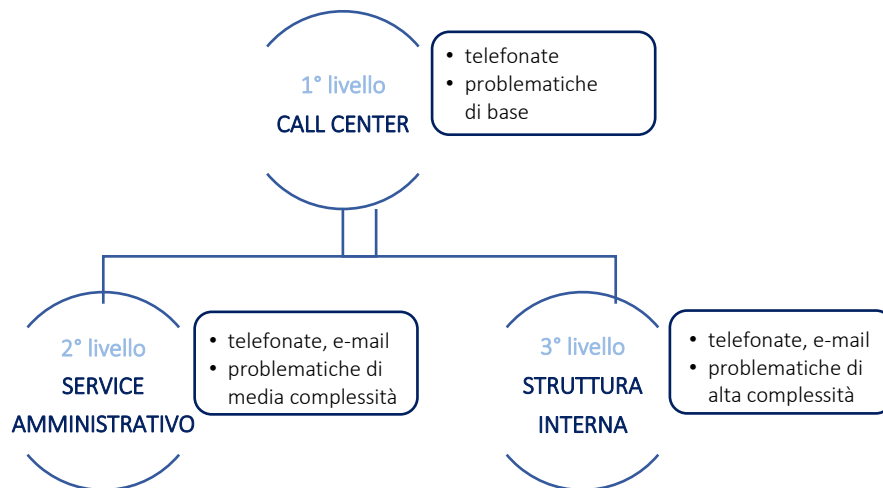 1° livello
CALL CENTER
• telefonate
• problematiche
di base
2° livello
SERVICE
AMMINISTRATIVO
• telefonate, e-mail
• problematiche di
media complessità
3° livello
STRUTTURA
INTERNA
• telefonate, e-mail
• problematiche di
alta complessità